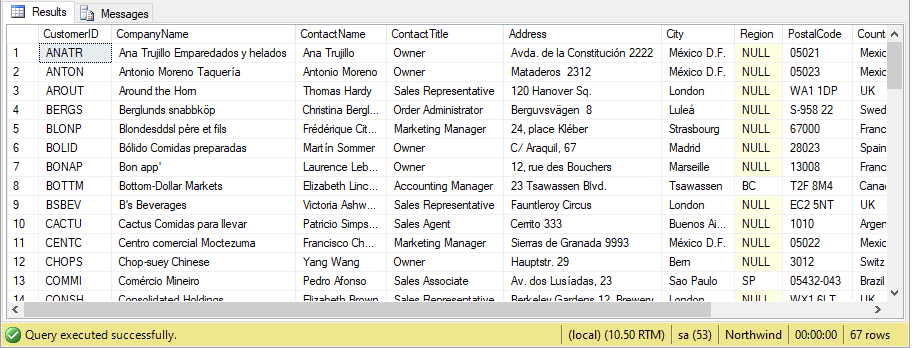 Results Messages
CustomerID CompanyName ContactName ContactTitle Address City Region PostalCode Count
1 ANATR Ana Trujillo Emparedados y helados Ana Trujillo Owner Avda. de la Constitución 2222 México D.F. NULL 05021 Mexic
2 ANTON Antonio Moreno Taquería Antonio Moreno Owner Mataderos 2312 México D.F. NULL 05023 Mexic
3 AROUT Around the Horn Thomas Hardy Sales Representative 120 Hanover Sq. London NULL WA1 1DP UK
4 BERGS Berglunds snabbköp Christina Bergl... Order Administrator Berguvsvägen 8 Luleå NULL S-958 22 Swed
5 BLONP Blondesddsl père et fils Frédérique Cit... Marketing Manager 24, place Kléber Strasbourg NULL 67000 Franc
6 BOLID Bólido Comidas preparadas Martín Sommer Owner C/ Araquil, 67 Madrid NULL 28023 Spain
7 BONAP Bon app' Laurence Leb... Owner 12, rue des Bouchers Marseille NULL 13008 Franc
8 BOTTM Bottom-Dollar Markets Elizabeth Linc... Accounting Manager 23 Tsawassen Blvd. Tsawassen BC T2F 8M4 Canad
9 BSBEV B's Beverages Victoria Ashw... Sales Representative Fauntleroy Circus London NULL EC2 5NT UK
10 CACTU Cactus Comidas para llevar Patricio Simps... Sales Agent Cerrito 333 Buenos Ai... NULL 1010 Argen
11 CENTC Centro comercial Moctezuma Francisco Ch... Marketing Manager Sierras de Granada 9993 México D.F. NULL 05022 Mexic
12 CHOPS Chop-suey Chinese Yang Wang Owner Hauptstr. 29 Bern NULL 3012 Switz
13 COMMI Comércio Mineiro Pedro Afonso Sales Associate Av. dos Lusíadas, 23 Sao Paulo SP 05432-043 Brazil
14 CONSH Consolidated Holdings Elizabeth Brown Sales Representative Berkeley Gardens 12 Brewery London NULL WX1 6LT UK
Query executed successfully. (local) (10.50 RTM) sa (53) Northwind 00:00:00 67 rows